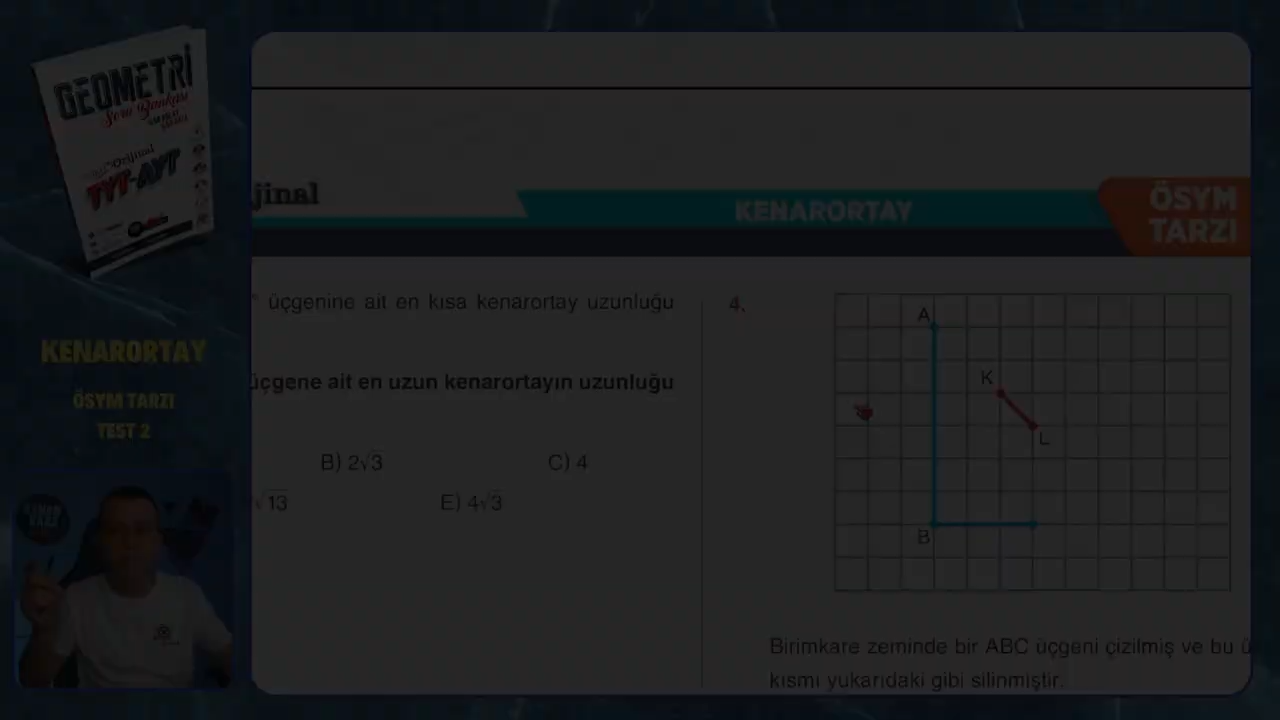 GEOMETRİ
Soru Bankası
Orijinal
TYT-AYT
KENARORTAY
ÖSYM TARZI
TEST 2
jinal
KENARORTAY
ÖSYM
TARZI
üçgenine ait en kısa kenarortay uzunluğu
üçgene ait en uzun kenarortayın uzunluğu
B) 2√3
C) 4
√13
E) 4√3
4.
A
K
L
B
Birimkare zeminde bir ABC üçgeni çizilmiş ve bu ü
kısmı yukarıdaki gibi silinmiştir.